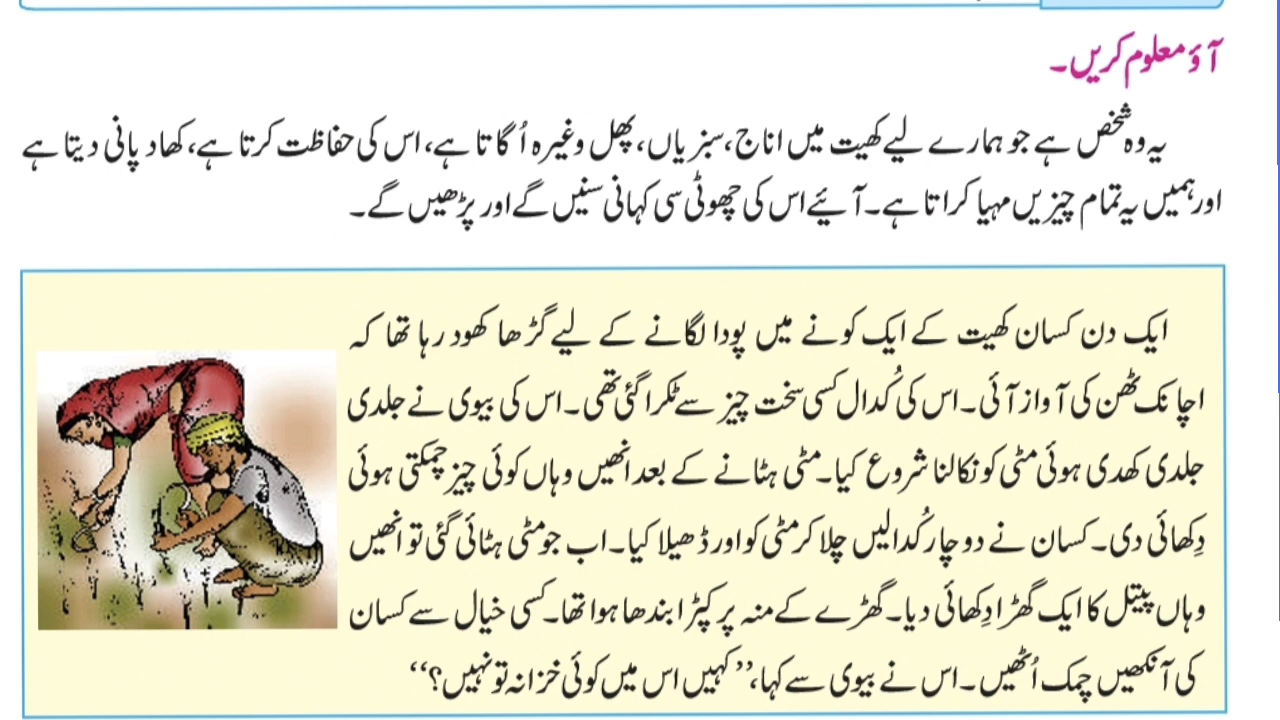 آؤ معلوم کریں۔
یہ وہ شخص ہے جو ہمارے لیے کھیت میں اناج، سبزیاں، پھل وغیرہ اُگاتا ہے، اس کی حفاظت کرتا ہے، کھاد پانی دیتا ہے
اور ہمیں یہ تمام چیزیں مہیا کراتا ہے۔ آئیے اس کی چھوٹی سی کہانی سنیں گے اور پڑھیں گے۔
ایک دن کسان کھیت کے ایک کونے میں پودا لگانے کے لیے گڑھا کھود رہا تھا کہ
اچانک ٹھن کی آواز آئی۔ اس کی کُدال کسی سخت چیز سے ٹکرا گئی تھی۔ اس کی بیوی نے جلدی
جلدی کھدی ہوئی مٹی کو نکالنا شروع کیا۔ مٹی ہٹانے کے بعد انھیں وہاں کوئی چیز چمکتی ہوئی
دِکھائی دی۔ کسان نے دو چار کُدالیں چلا کر مٹی کو اور ڈھیلا کیا۔ اب جو مٹی ہٹائی گئی تو انھیں
وہاں پیتل کا ایک گھڑا دِکھائی دیا۔ گھڑے کے منہ پر کپڑا بندھا ہوا تھا۔ کسی خیال سے کسان
کی آنکھیں چمک اُٹھیں۔ اس نے بیوی سے کہا، ”کہیں اس میں کوئی خزانہ تو نہیں؟“